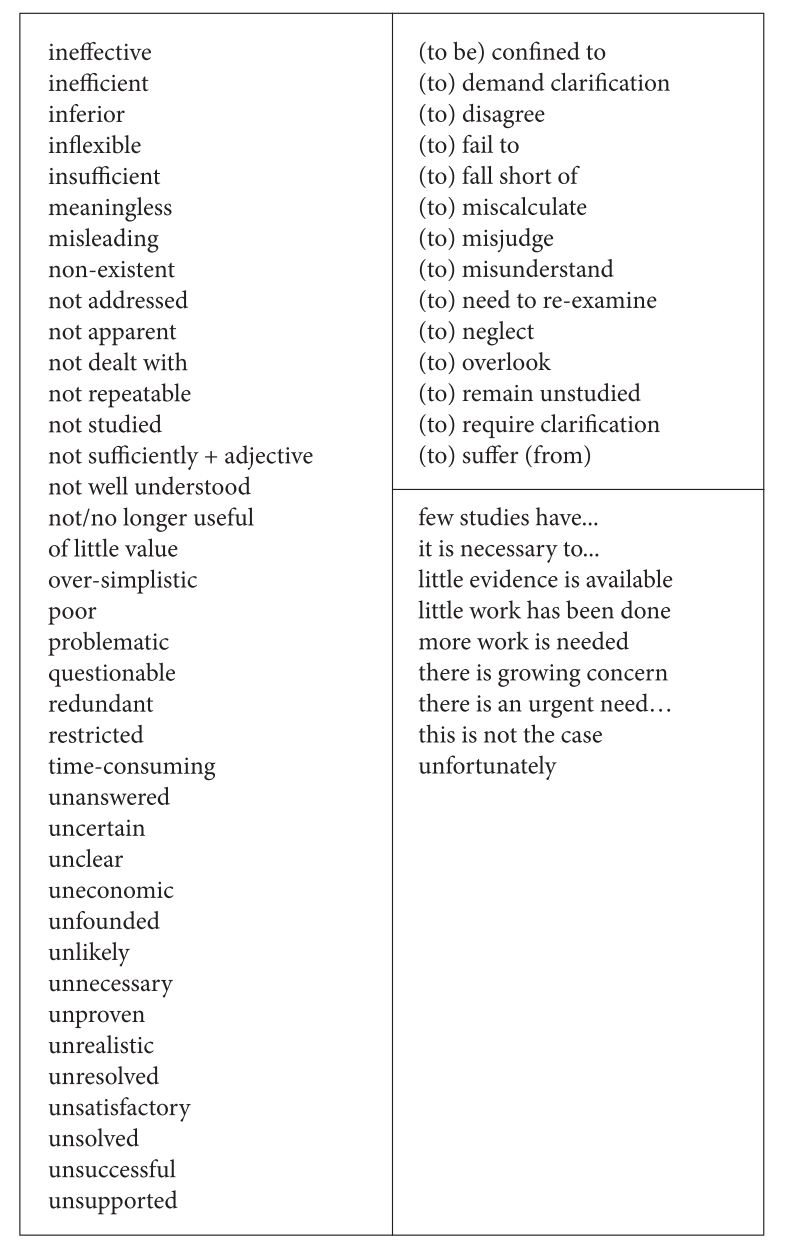 ineffective
inefficient
inferior
inflexible
insufficient
meaningless
misleading
non-existent
not addressed
not apparent
not dealt with
not repeatable
not studied
not sufficiently + adjective
not well understood
not/no longer useful
of little value
over-simplistic
poor
problematic
questionable
redundant
restricted
time-consuming
unanswered
uncertain
unclear
uneconomic
unfounded
unlikely
unnecessary
unproven
unrealistic
unresolved
unsatisfactory
unsolved
unsuccessful
unsupported
(to be) confined to
(to) demand clarification
(to) disagree
(to) fail to
(to) fall short of
(to) miscalculate
(to) misjudge
(to) misunderstand
(to) need to re-examine
(to) neglect
(to) overlook
(to) remain unstudied
(to) require clarification
(to) suffer (from)
few studies have...
it is necessary to...
little evidence is available
little work has been done
more work is needed
there is growing concern
there is an urgent need…
this is not the case
unfortunately